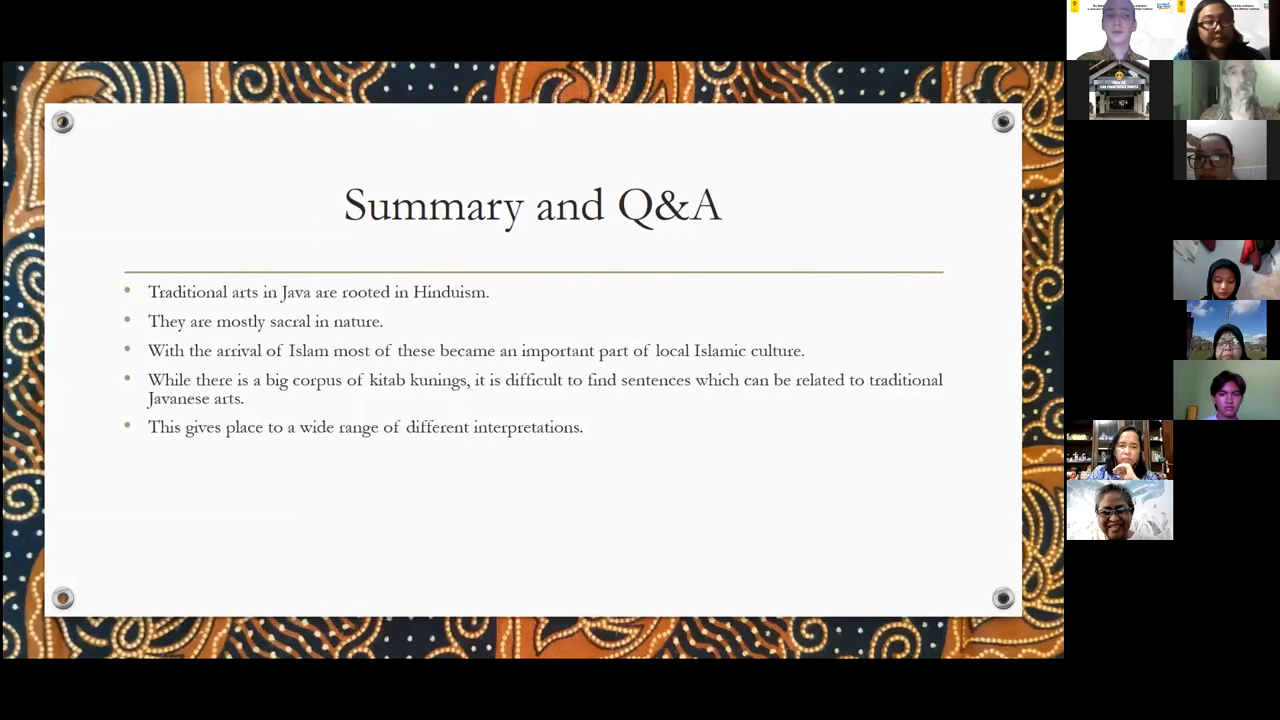 Summary and Q&A
Traditional arts in Java are rooted in Hinduism.
They are mostly sacral in nature.
With the arrival of Islam most of these became an important part of local Islamic culture.
While there is a big corpus of kitab kunings, it is difficult to find sentences which can be related to traditional
Javanese arts.
This gives place to a wide range of different interpretations.